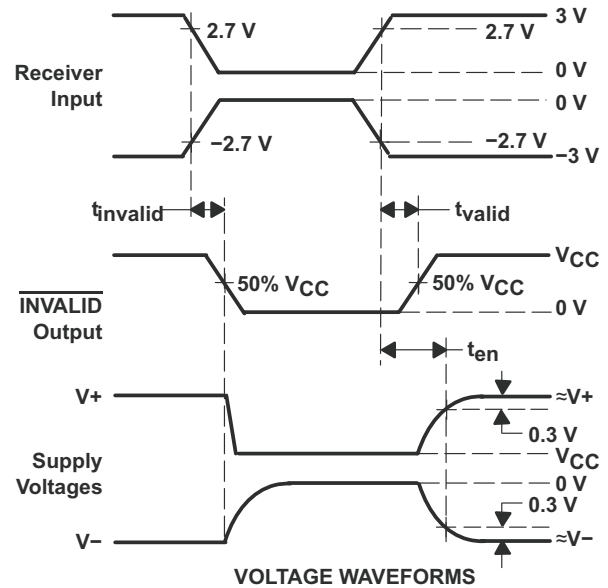 3 V
2.7 V
2.7 V
Receiver
Input
0 V
0 V
−2.7 V
−2.7 V
−3 V
tinvalid
tvalid
VCC
50% VCC
50% VCC
INVALID
Output
0 V
ten
V+
≈V+
0.3 V
Supply
Voltages
VCC
0 V
0.3 V
V−
≈V−
VOLTAGE WAVEFORMS